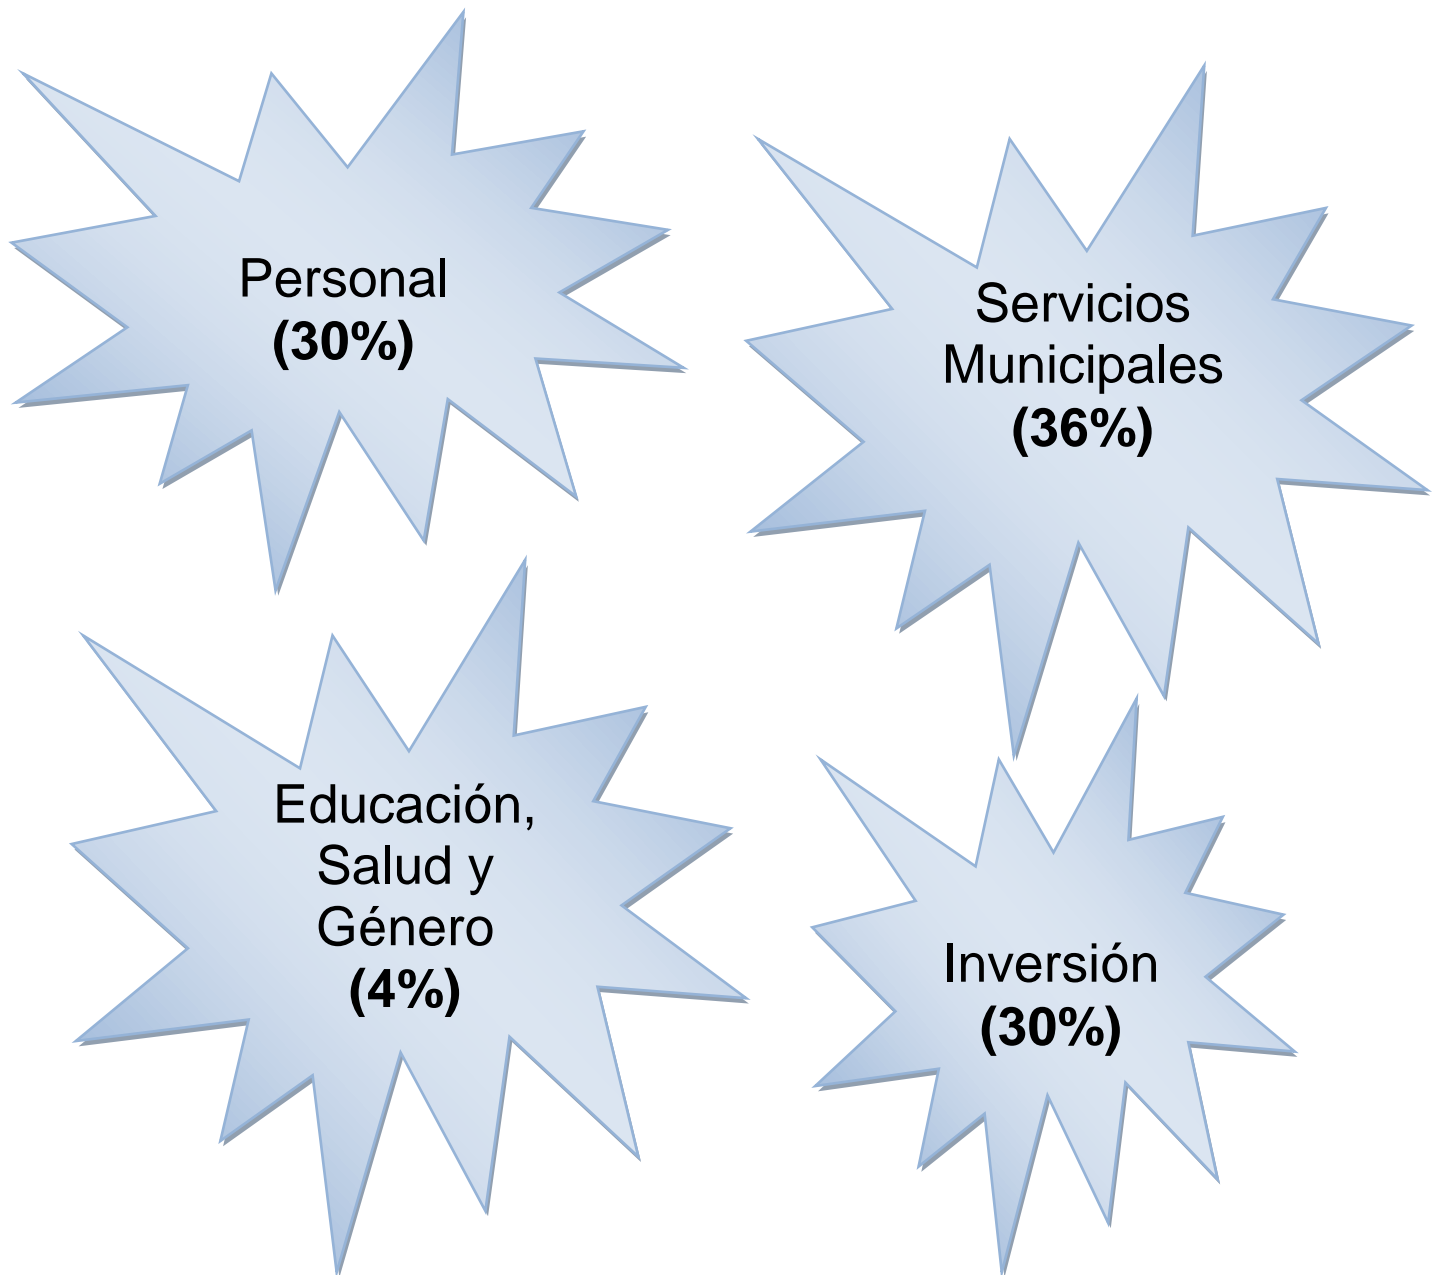 Personal
(30%)
Servicios
Municipales
(36%)
Educación,
Salud y
Género
(4%)
Inversión
(30%)